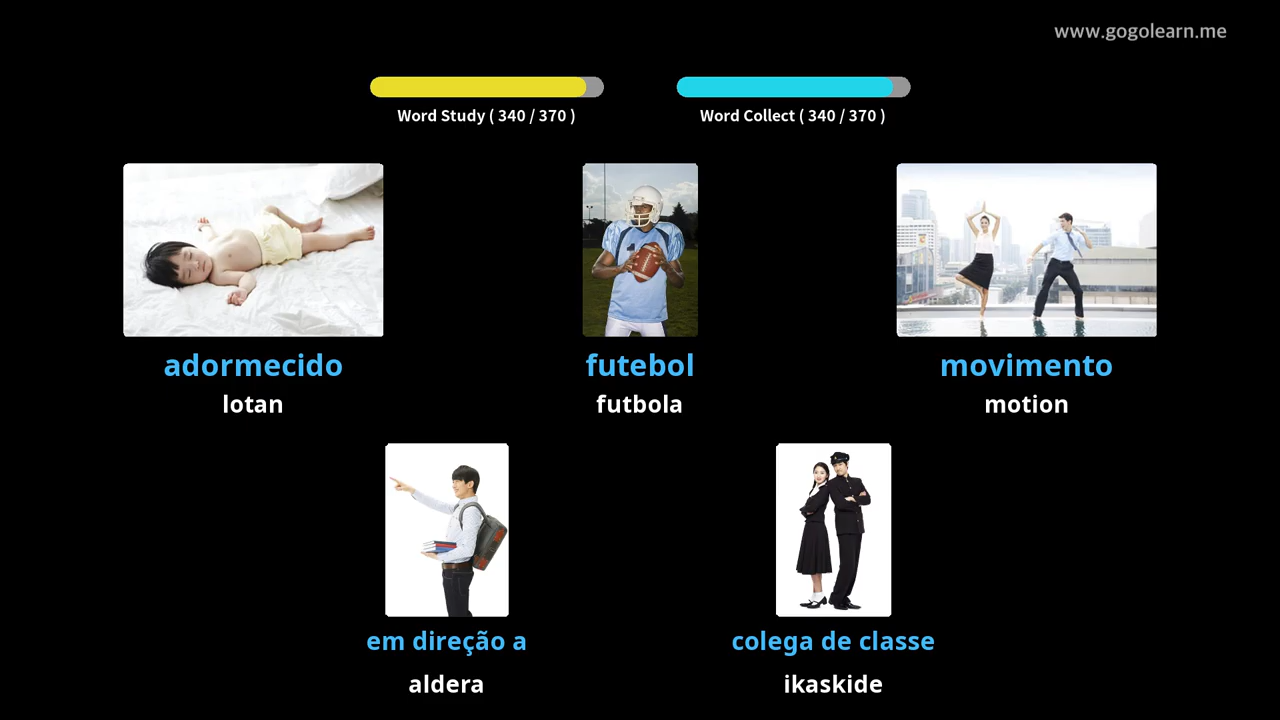 www.gogolearn.me
Word Study ( 340 / 370 )
Word Collect ( 340 / 370 )
adormecido
lotan
futebol
futbola
movimento
motion
em direção a
aldera
colega de classe
ikaskide